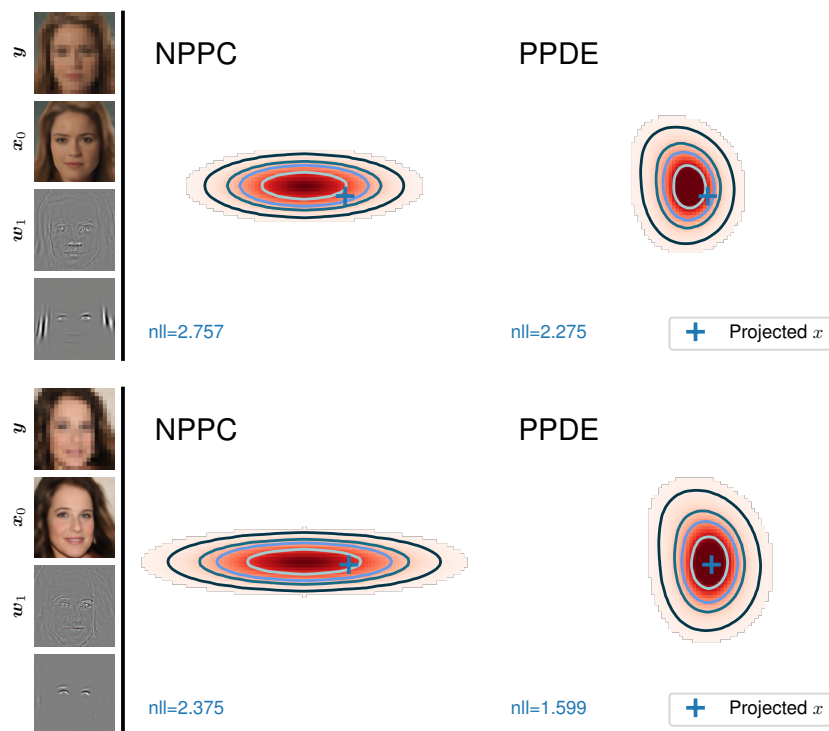 y
NPPC
PPDE
x₀
w₁
nll=2.757
nll=2.275
Projected x
y
NPPC
PPDE
x₀
w₁
nll=2.375
nll=1.599
Projected x